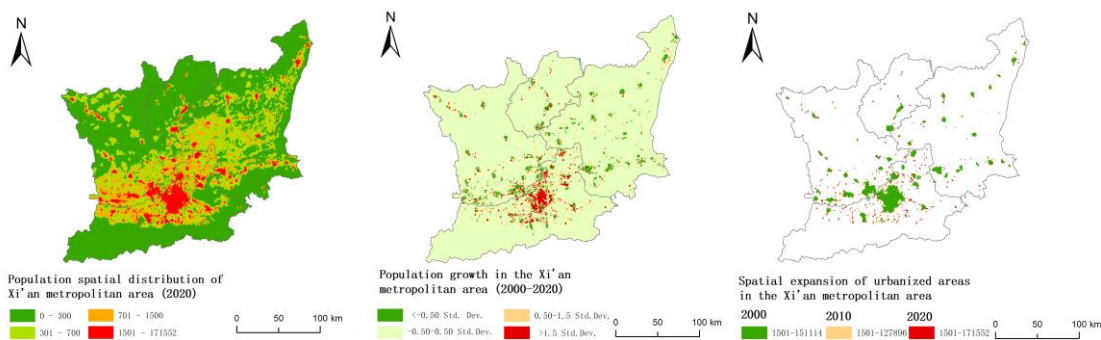 N
Population spatial distribution of
Xi'an metropolitan area (2020)
0 - 300
701 - 1500
301 - 700
1501 - 171552
0 50 100 km
N
Population growth in the Xi'an
metropolitan area (2000-2020)
<-0.50 Std. Dev.
0.50-1.5 Std. Dev.
-0.50-0.50 Std. Dev.
>1.5 Std. Dev.
0 50 100 km
N
Spatial expansion of urbanized areas
in the Xi'an metropolitan area
2000 2010 2020
1501-151114 1501-127896 1501-171552
0 50 100 km